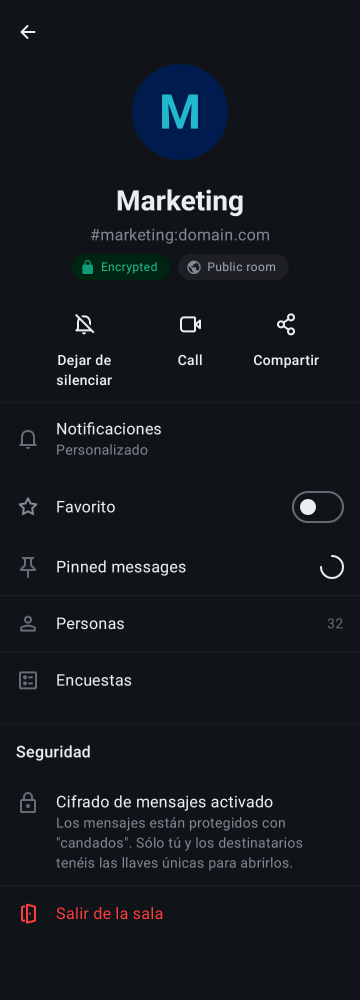 M
Marketing
#marketing:domain.com
Encrypted
Public room
Dejar de
silenciar
Call
Compartir
Notificaciones
Personalizado
Favorito
Pinned messages
Personas
32
Encuestas
Seguridad
Cifrado de mensajes activado
Los mensajes están protegidos con
"candados". Sólo tú y los destinatarios
tenéis las llaves únicas para abrirlos.
Salir de la sala